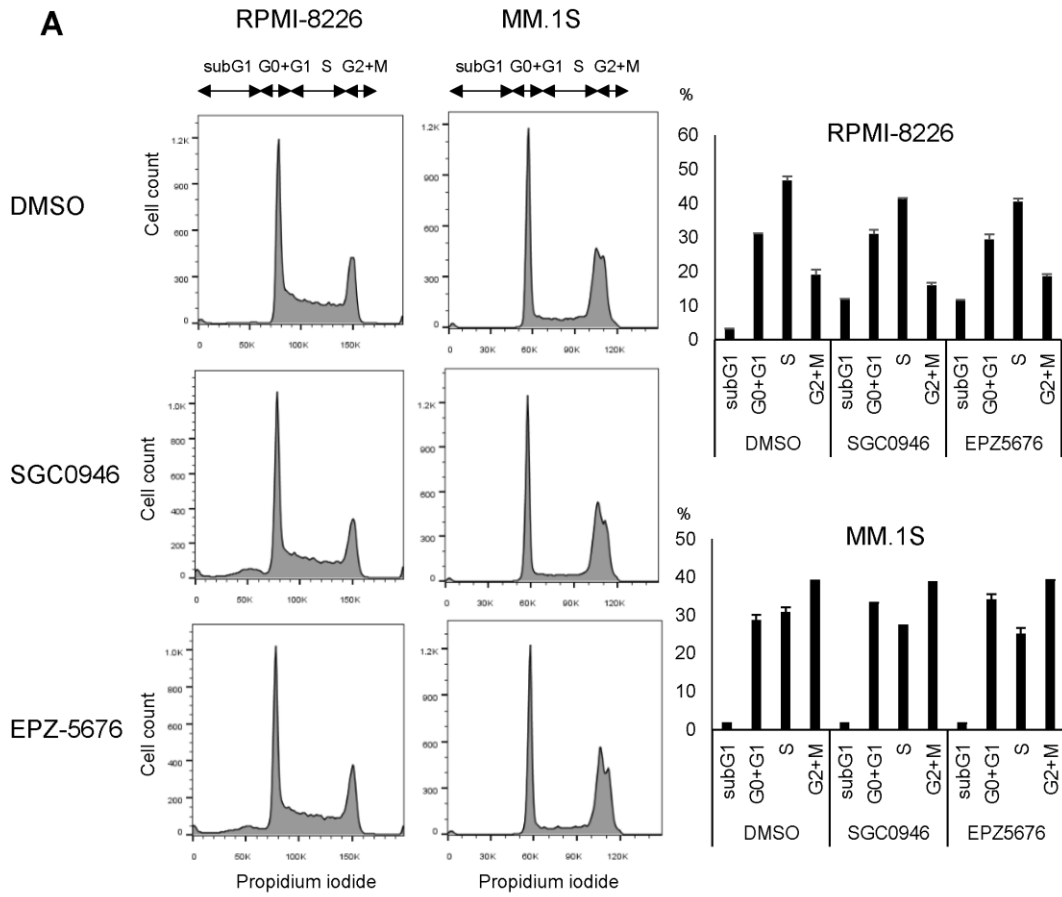 A
RPMI-8226
MM.1S
subG1 G0+G1 S G2+M
subG1 G0+G1 S G2+M
DMSO
Cell count
1.2K
900
600
300
0
0 50K 100K 150K
1.2K
900
600
300
0
0 30K 60K 90K 120K
SGC0946
Cell count
1.0K
800
600
400
200
0
0 50K 100K 150K
1.2K
900
600
300
0
0 30K 60K 90K 120K
EPZ-5676
Cell count
1.0K
800
600
400
200
0
0 50K 100K 150K
Propidium iodide
1.2K
900
600
300
0
0 30K 60K 90K 120K
Propidium iodide
%
RPMI-8226
60
50
40
30
20
10
0
subG1 G0+G1 S G2+M subG1 G0+G1 S G2+M subG1 G0+G1 S G2+M
DMSO SGC0946 EPZ5676
%
MM.1S
50
40
30
20
10
0
subG1 G0+G1 S G2+M subG1 G0+G1 S G2+M subG1 G0+G1 S G2+M
DMSO SGC0946 EPZ5676